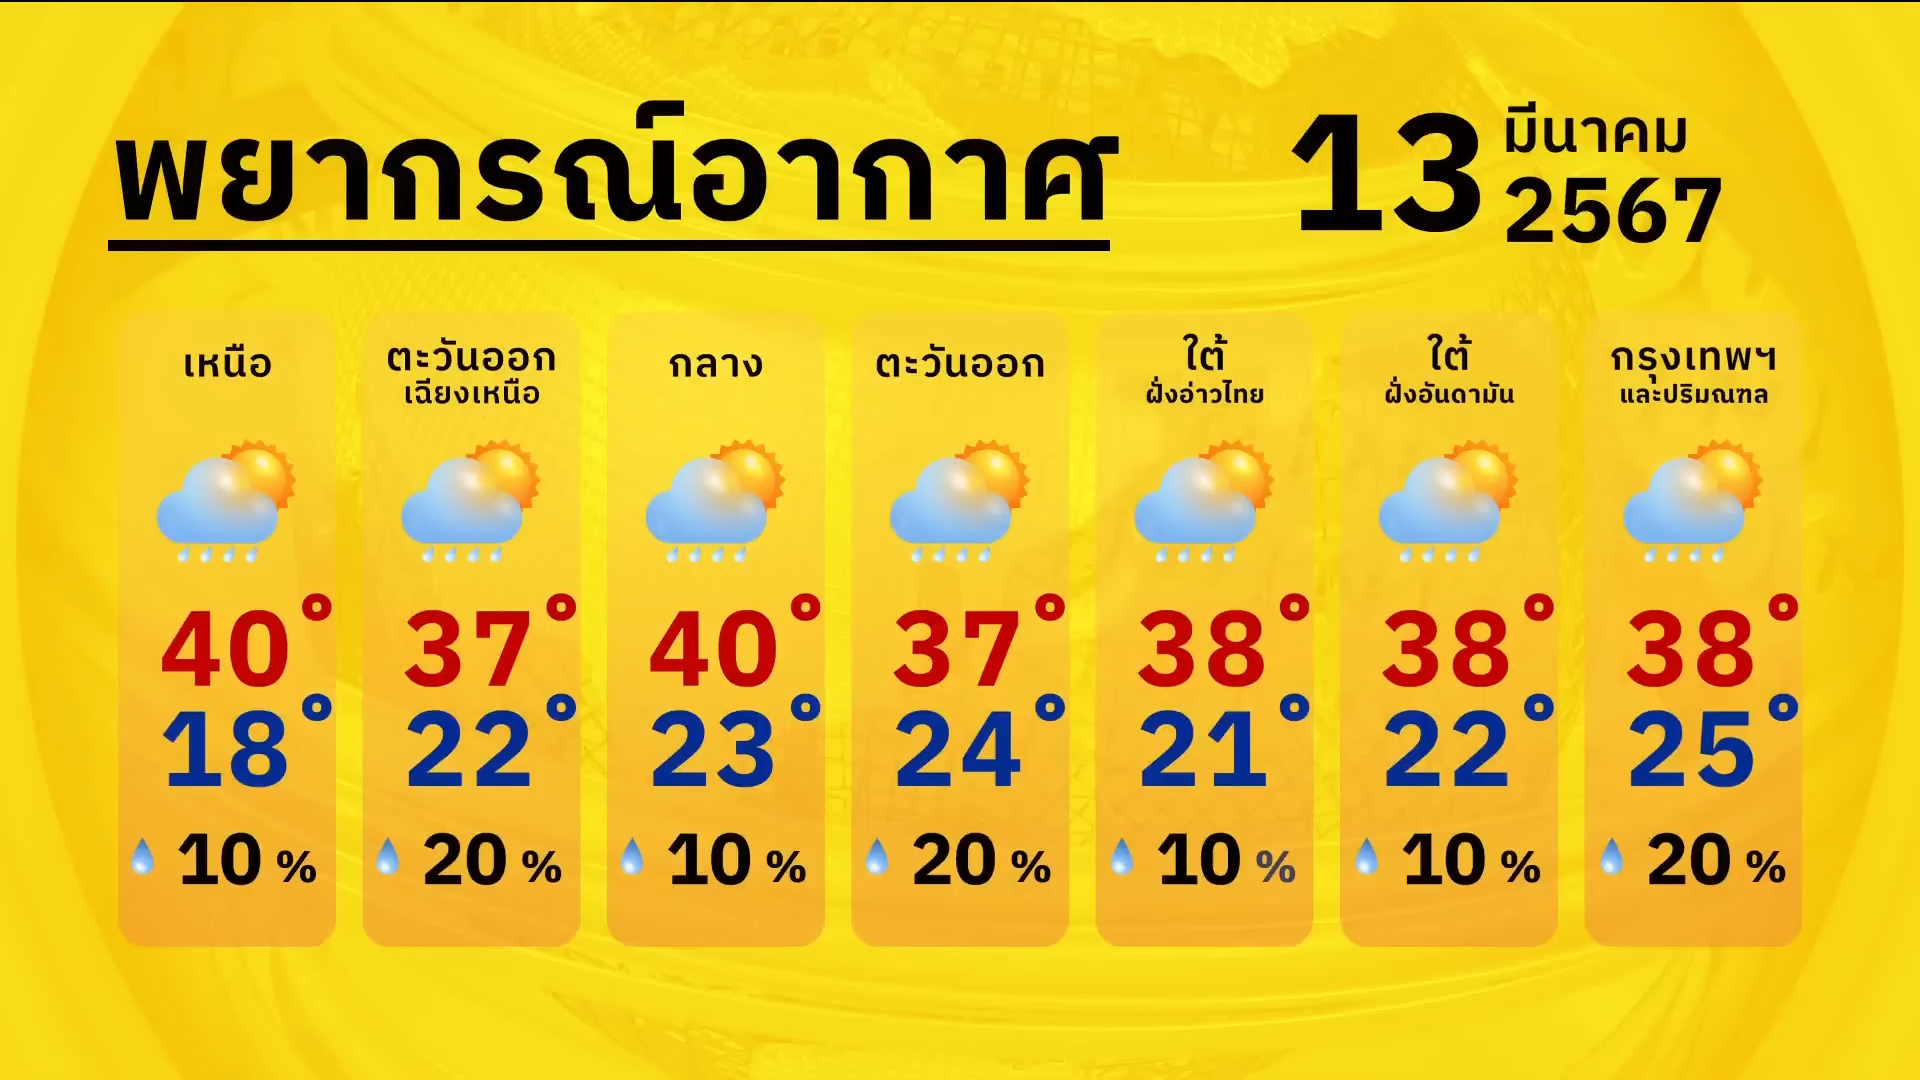 พยากรณ์อากาศ
13 มีนาคม
2567
เหนือ
40°
18°
10 %
ตะวันออก
เฉียงเหนือ
37°
22°
20 %
กลาง
40°
23°
10 %
ตะวันออก
37°
24°
20 %
ใต้
ฝั่งอ่าวไทย
38°
21°
10 %
ใต้
ฝั่งอันดามัน
38°
22°
10 %
กรุงเทพฯ
และปริมณฑล
38°
25°
20 %